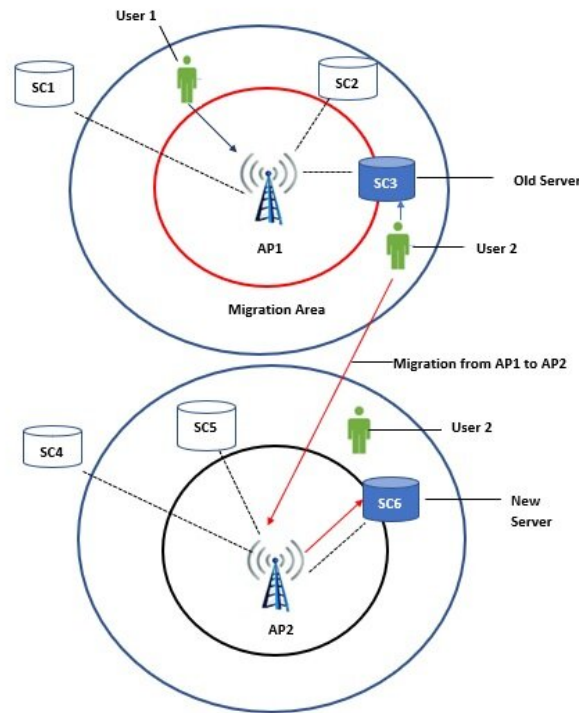 User 1
SC1
SC2
SC3
Old Server
AP1
User 2
Migration Area
Migration from AP1 to AP2
SC5
User 2
SC4
SC6
New
Server
AP2